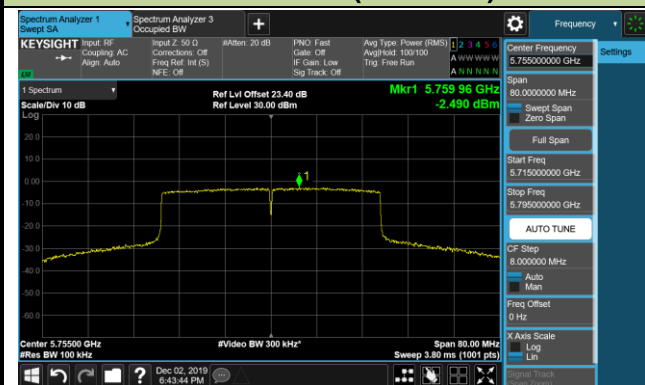 Spectrum Analyzer 1
Swept SA
Spectrum Analyzer 3
Occupied BW
+
Frequency
KEYSIGHT
Input: RF
Coupling: AC
Align: Auto
Input Z: 50 Ω
Corrections: Off
Freq Ref: Int (S)
NFE: Off
#Atten: 20 dB
PNO: Fast
Gate: Off
IF Gain: Low
Sig Track: Off
Avg Type: Power (RMS)
Avg|Hold: 100/100
Trig: Free Run
1 2 3 4 5 6
A W W W W W
A N N N N N
Center Frequency
5.755000000 GHz
Settings
Span
80.0000000 MHz
Swept Span
Zero Span
Full Span
Start Freq
5.715000000 GHz
Stop Freq
5.795000000 GHz
AUTO TUNE
CF Step
8.000000 MHz
Auto
Man
Freq Offset
0 Hz
X Axis Scale
Log
Lin
Signal Track
(Span Zoom)
1 Spectrum
Scale/Div 10 dB
Log
Ref Lvl Offset 23.40 dB
Ref Level 30.00 dBm
Mkr1 5.759 96 GHz
-2.490 dBm
20.0
10.0
0.00
-10.0
-20.0
-30.0
-40.0
-50.0
-60.0
1
Center 5.75500 GHz
#Res BW 100 kHz
#Video BW 300 kHz*
Span 80.00 MHz
Sweep 3.80 ms (1001 pts)
?
Dec 02, 2019
6:43:44 PM